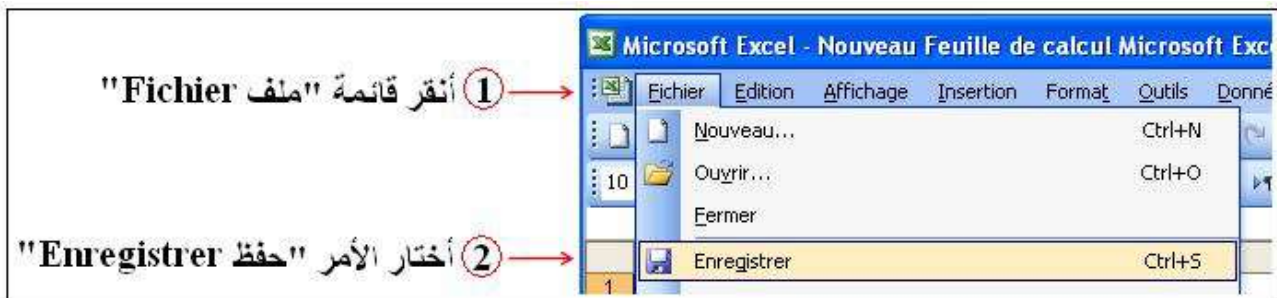 Microsoft Excel - Nouveau Feuille de calcul Microsoft Exc
① أنقر قائمة "ملف Fichier"
Fichier Edition Affichage Insertion Format Outils Donné
Nouveau... Ctrl+N
10
Ouvrir... Ctrl+O
Fermer
② أختار الأمر "حفظ Enregistrer"
Enregistrer Ctrl+S
1